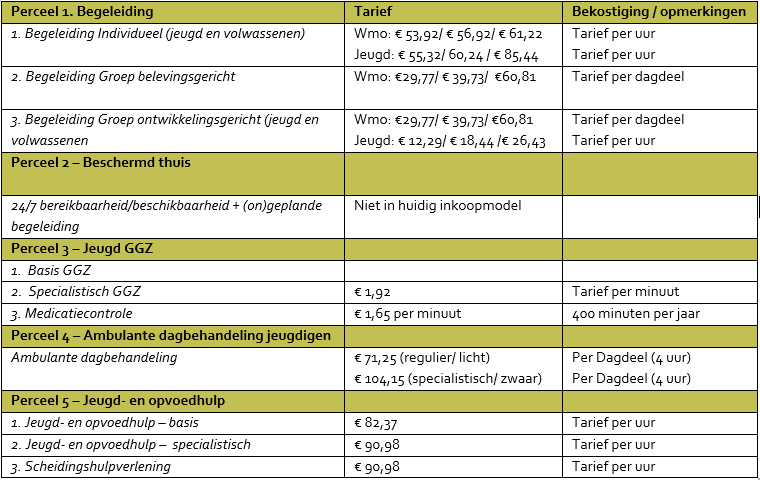 Perceel 1. Begeleiding Tarief Bekostiging / opmerkingen
1. Begeleiding Individueel (jeugd en volwassenen) Wmo: € 53,92/ € 56,92/ € 61,22 Tarief per uur
Jeugd: € 55,32/ 60,24 / € 85,44 Tarief per uur
2. Begeleiding Groep belevingsgericht Wmo: €29,77/ € 39,73/ €60,81 Tarief per dagdeel
3. Begeleiding Groep ontwikkelingsgericht (jeugd en Wmo: €29,77/ € 39,73/ €60,81 Tarief per dagdeel
volwassenen Jeugd: € 12,29/ € 18,44 /€ 26,43 Tarief per uur
Perceel 2 – Beschermd thuis
24/7 bereikbaarheid/beschikbaarheid + (on)geplande Niet in huidig inkoopmodel
begeleiding
Perceel 3 – Jeugd GGZ
1. Basis GGZ
2. Specialistisch GGZ € 1,92 Tarief per minuut
3. Medicatiecontrole € 1,65 per minuut 400 minuten per jaar
Perceel 4 – Ambulante dagbehandeling jeugdigen
Ambulante dagbehandeling € 71,25 (regulier/ licht) Per Dagdeel (4 uur)
€ 104,15 (specialistisch/ zwaar) Per Dagdeel (4 uur)
Perceel 5 – Jeugd- en opvoedhulp
1. Jeugd- en opvoedhulp – basis € 82,37 Tarief per uur
2. Jeugd- en opvoedhulp – specialistisch € 90,98 Tarief per uur
3. Scheidingshulpverlening € 90,98 Tarief per uur